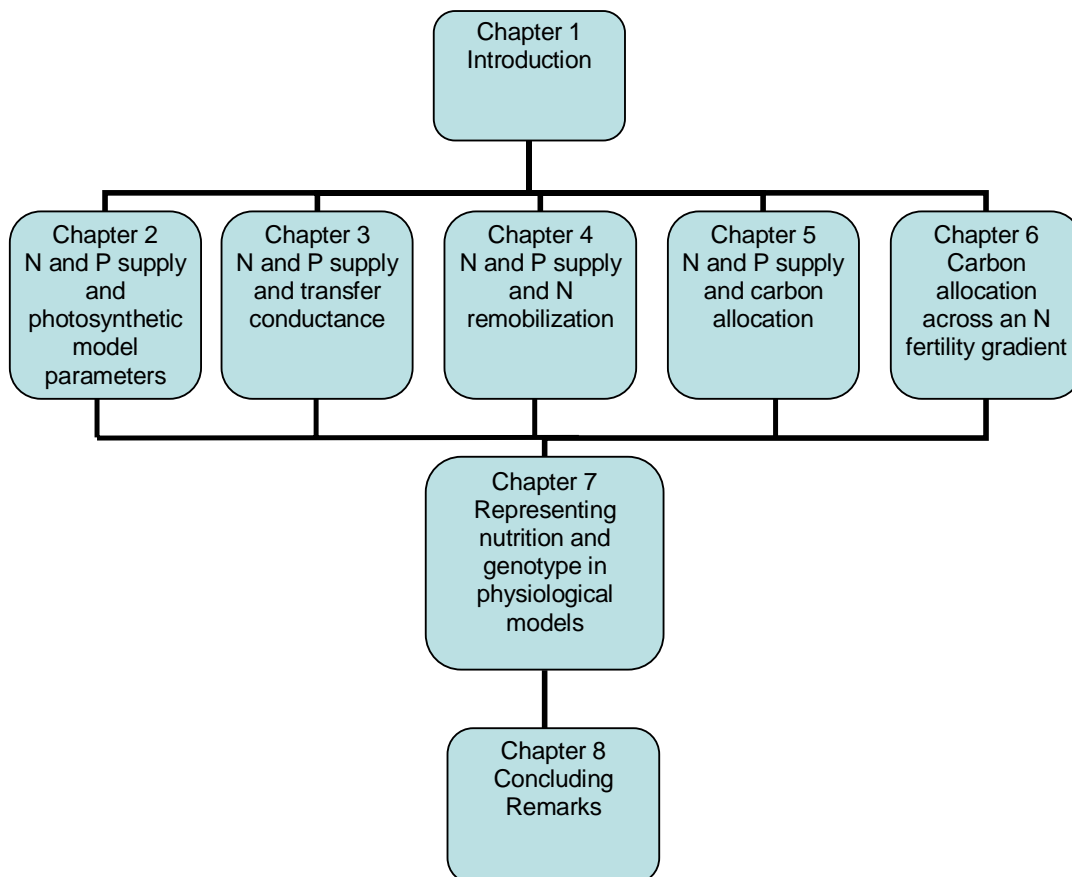 Chapter 1
Introduction
Chapter 2
N and P supply
and
photosynthetic
model
parameters
Chapter 3
N and P supply
and transfer
conductance
Chapter 4
N and P supply
and N
remobilization
Chapter 5
N and P supply
and carbon
allocation
Chapter 6
Carbon
allocation
across an N
fertility gradient
Chapter 7
Representing
nutrition and
genotype in
physiological
models
Chapter 8
Concluding
Remarks